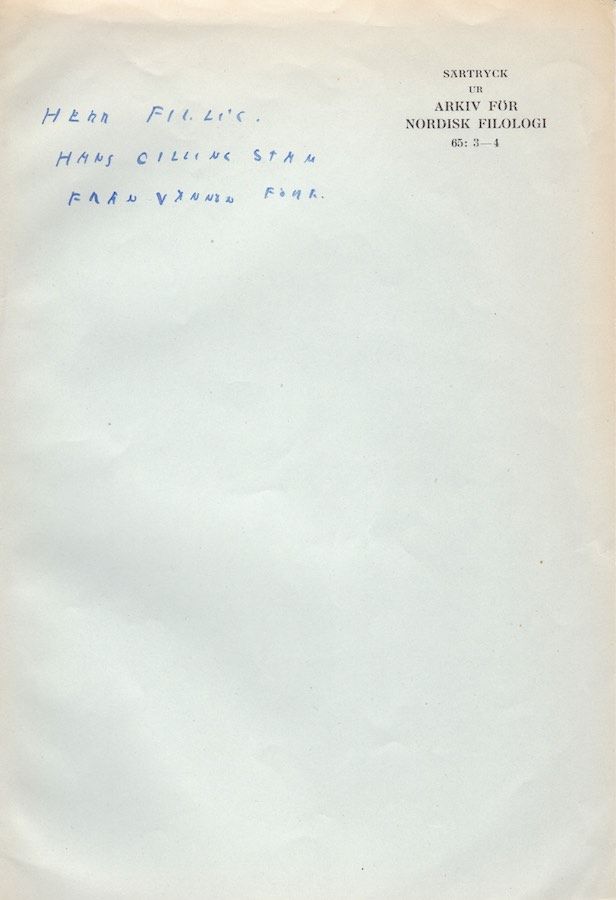 HERR FIL. LIC.
HANS GILLINGSTAM
FRÅN VÄNNEN FÖRF.
SÄRTRYCK
UR
ARKIV FÖR
NORDISK FILOLOGI
65: 3—4